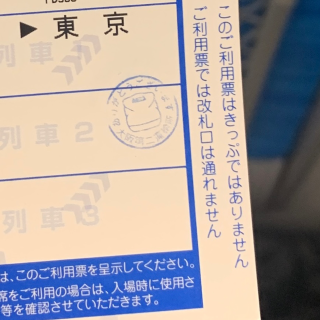 ▶ 東京
列車2
列車3
このご利用票はきっぷではありません
ご利用票では改札口は通れません
は、このご利用票を呈示してください。
席をご利用の場合は、入場時に使用さ
等を確認させていただきます。